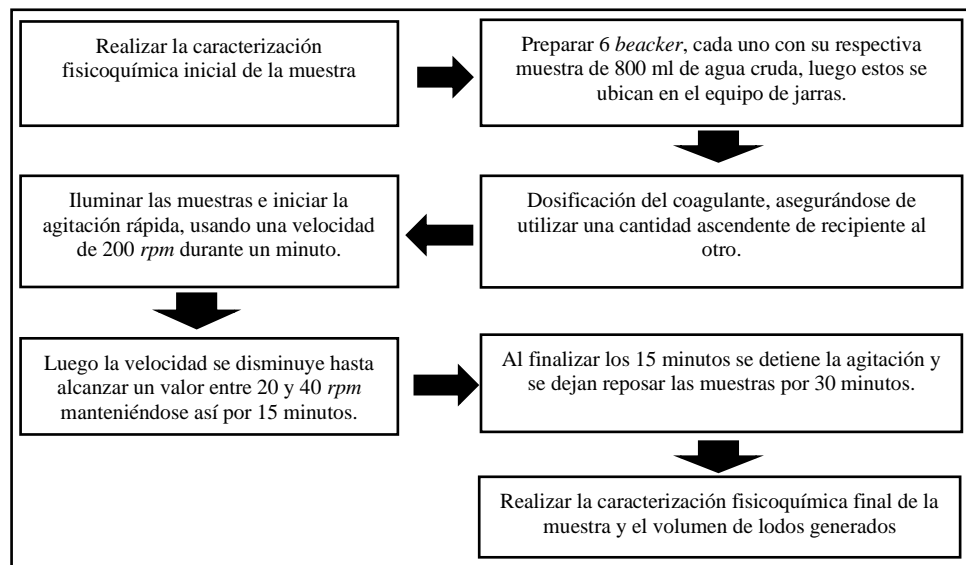 Realizar la caracterización
fisicoquímica inicial de la muestra
Preparar 6 beacker, cada uno con su respectiva
muestra de 800 ml de agua cruda, luego estos se
ubican en el equipo de jarras.
Dosificación del coagulante, asegurándose de
utilizar una cantidad ascendente de recipiente al
otro.
Iluminar las muestras e iniciar la
agitación rápida, usando una velocidad
de 200 rpm durante un minuto.
Luego la velocidad se disminuye hasta
alcanzar un valor entre 20 y 40 rpm
manteniéndose así por 15 minutos.
Al finalizar los 15 minutos se detiene la agitación y
se dejan reposar las muestras por 30 minutos.
Realizar la caracterización fisicoquímica final de la
muestra y el volumen de lodos generados